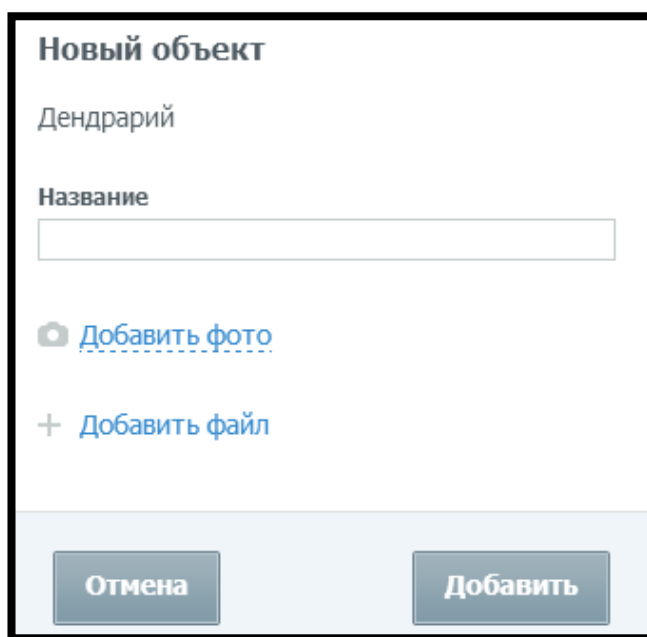 Новый объект
Дендрарий
Название
Добавить фото
Добавить файл
Отмена Добавить